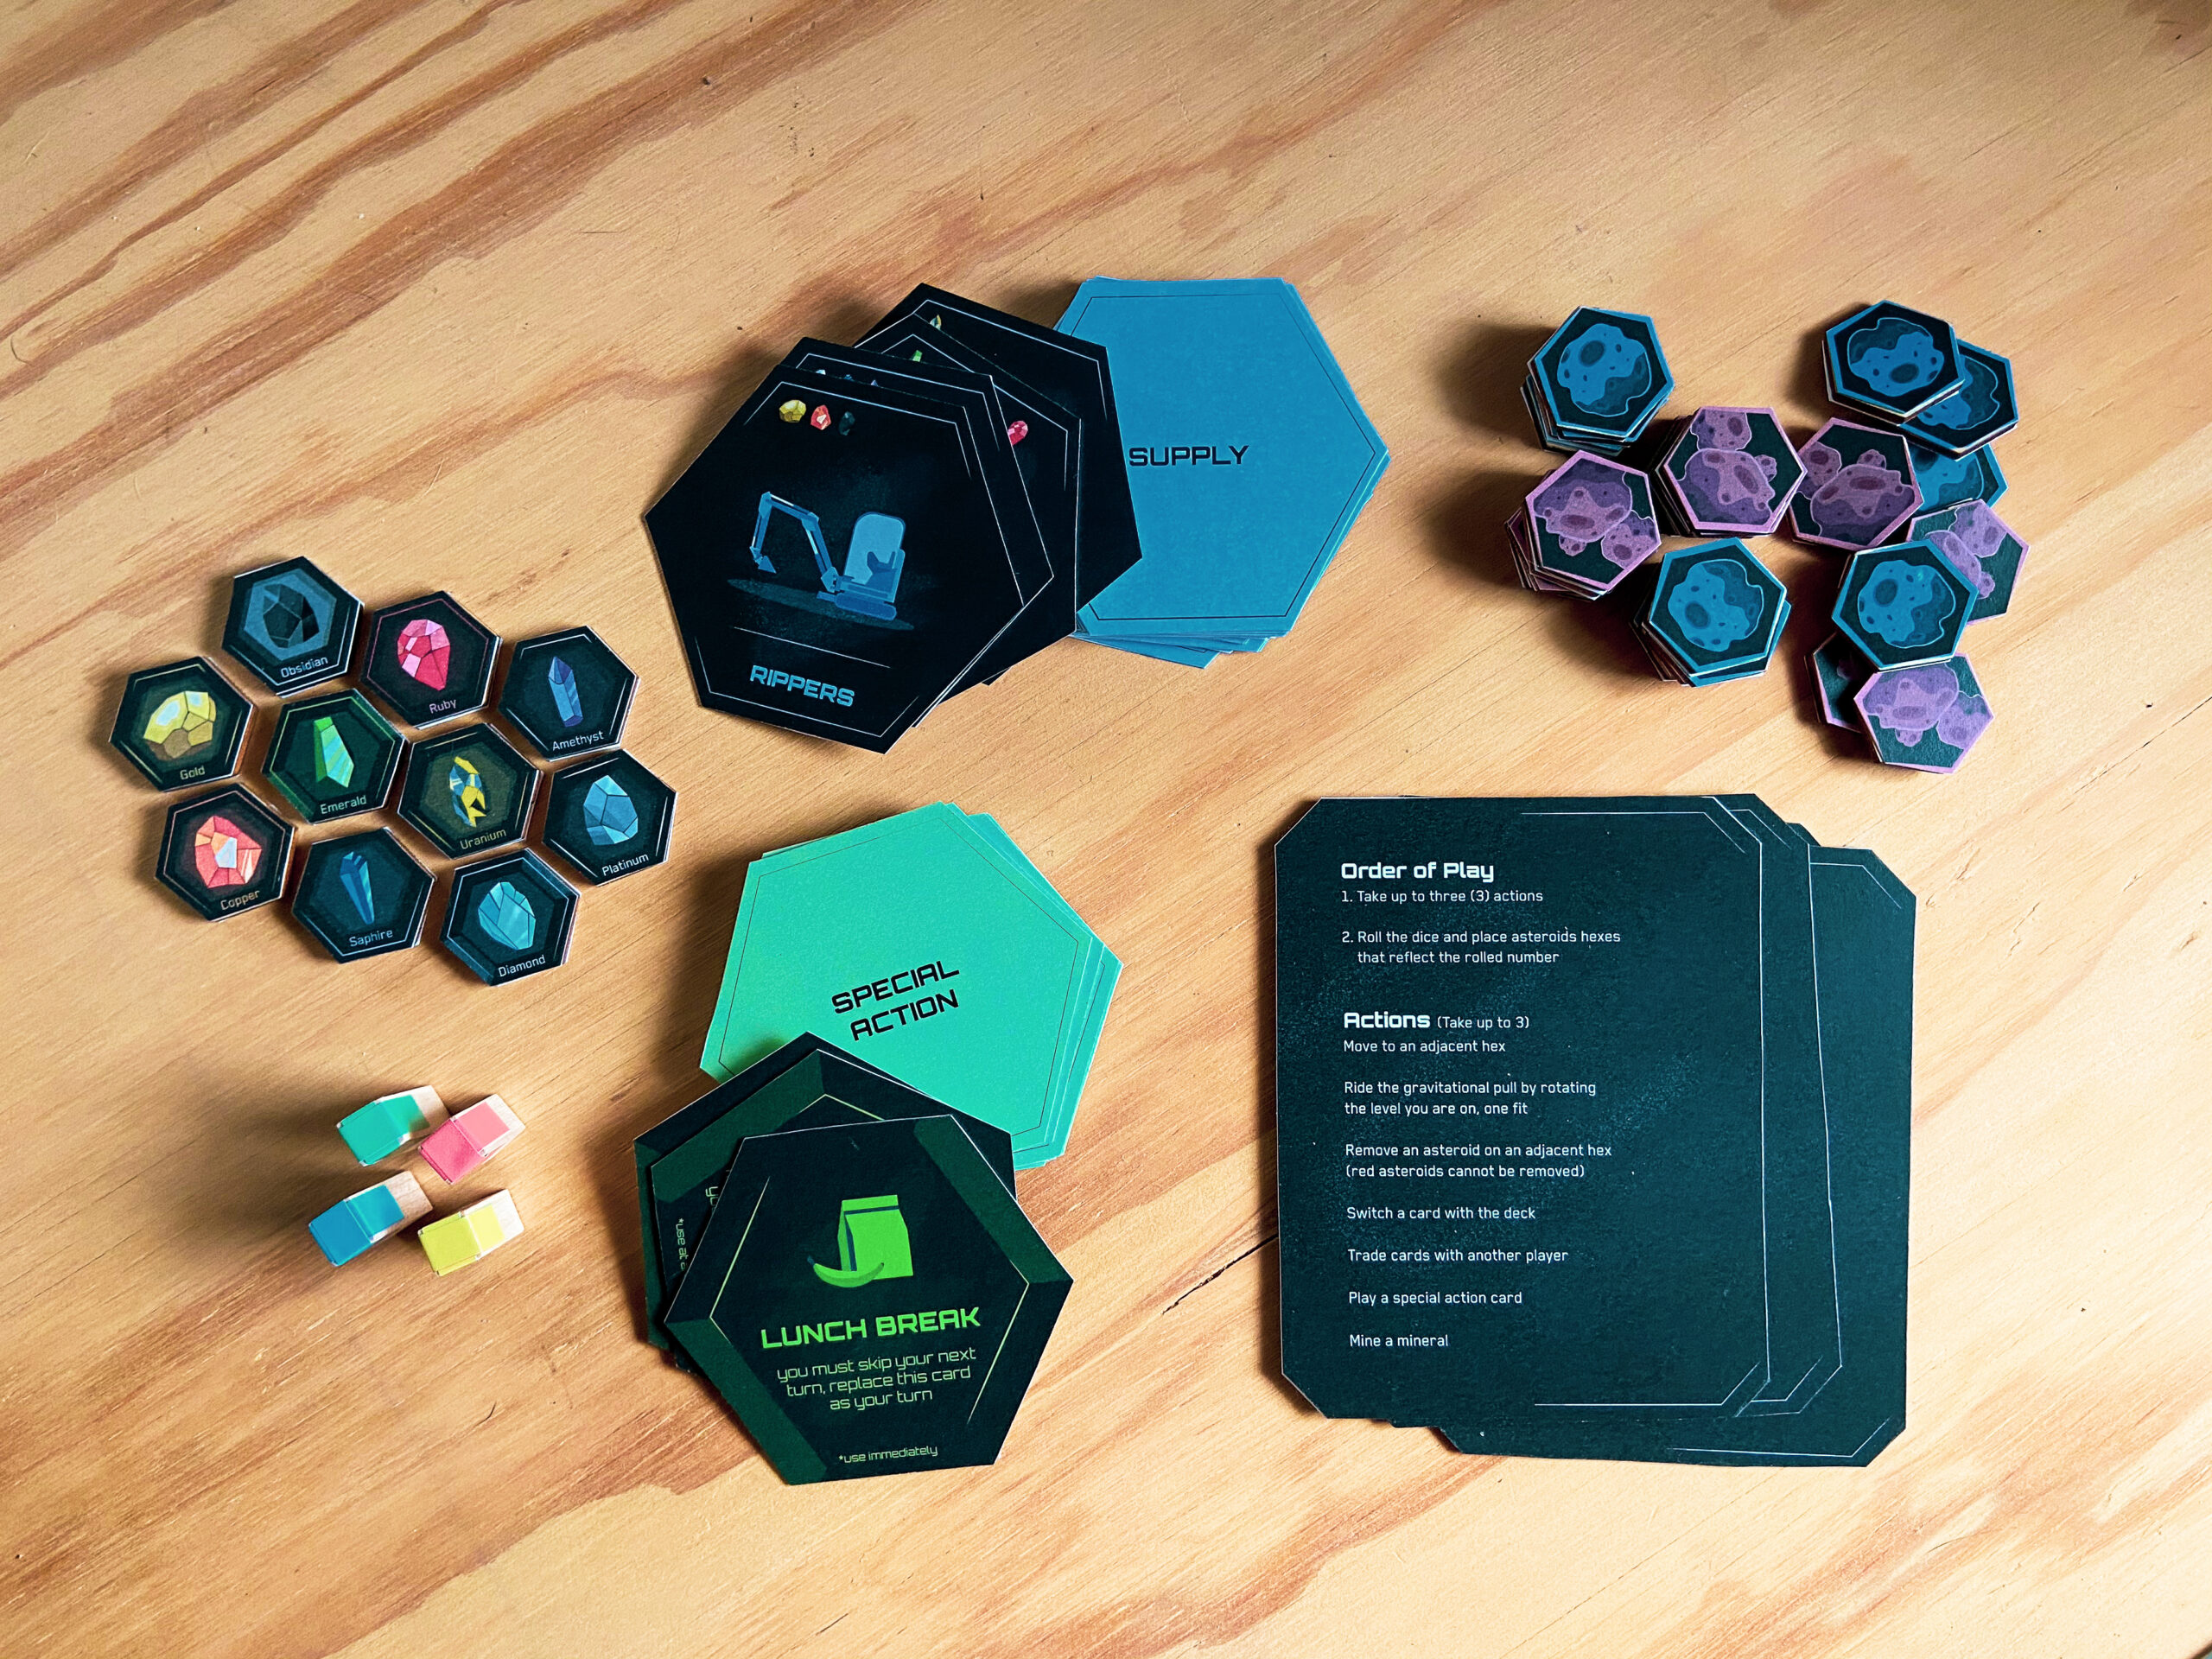 SUPPLY
RIPPERS
Obsidian
Ruby
Amethyst
Gold
Emerald
Uranium
Platinum
Copper
Saphire
Diamond
SPECIAL
ACTION
LUNCH BREAK
you must skip your next
turn, replace this card
as your turn
*use immediately
*use at a
Order of Play
1. Take up to three (3) actions
2. Roll the dice and place asteroids hexes
that reflect the rolled number
Actions (Take up to 3)
Move to an adjacent hex
Ride the gravitational pull by rotating
the level you are on, one fit
Remove an asteroid on an adjacent hex
(red asteroids cannot be removed)
Switch a card with the deck
Trade cards with another player
Play a special action card
Mine a mineral